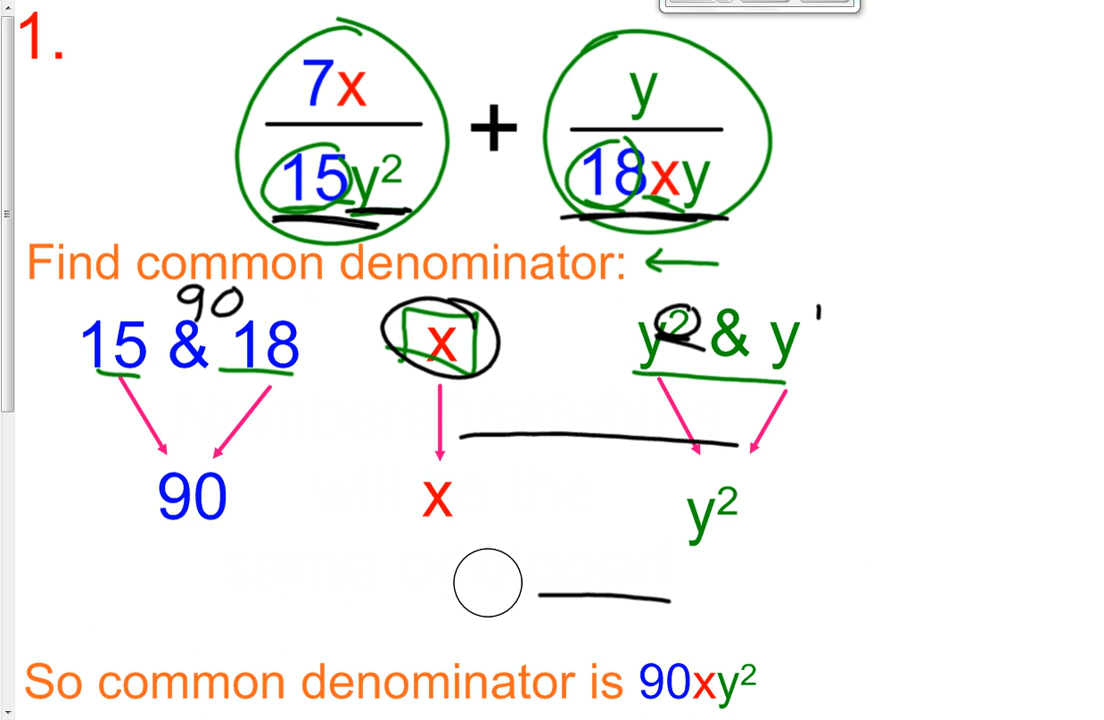 1.
7x + y
15y² 18xy
Find common denominator: ←
90
15 & 18 x y² & y '
90 x y²
So common denominator is 90xy²